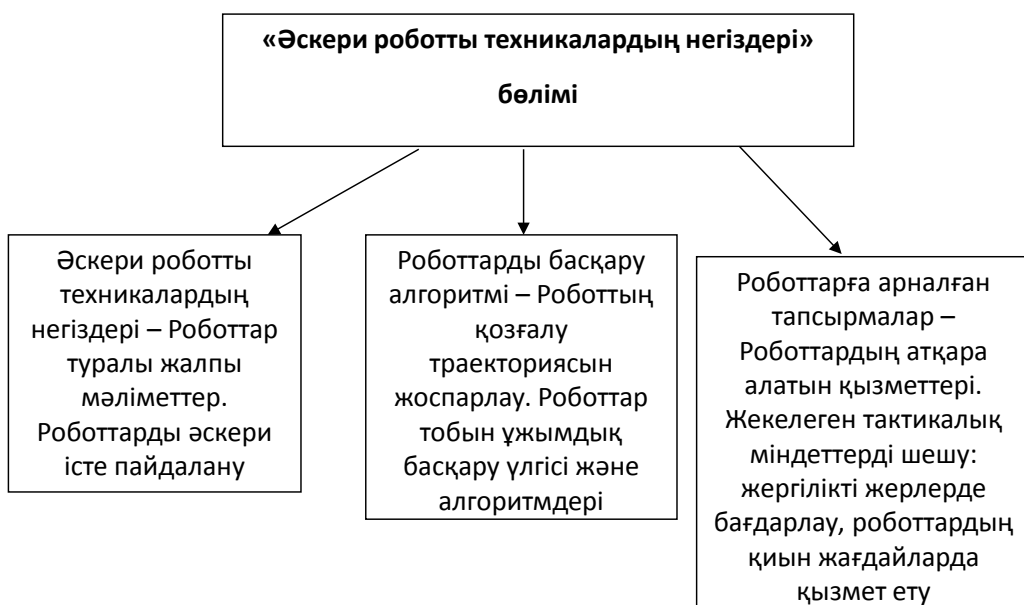 «Әскери роботты техникалардың негіздері»
бөлімі
Әскери роботты
техникалардың
негіздері – Роботтар
туралы жалпы
мәліметтер.
Роботтарды әскери
істе пайдалану
Роботтарды басқару
алгоритмі – Роботтың
қозғалу
траекториясын
жоспарлау. Роботтар
тобын ұжымдық
басқару үлгісі және
алгоритмдері
Роботтарға арналған
тапсырмалар –
Роботтардың атқара
алатын қызметтері.
Жекелеген тактикалық
міндеттерді шешу:
жергілікті жерлерде
бағдарлау, роботтардың
қиын жағдайларда
қызмет ету